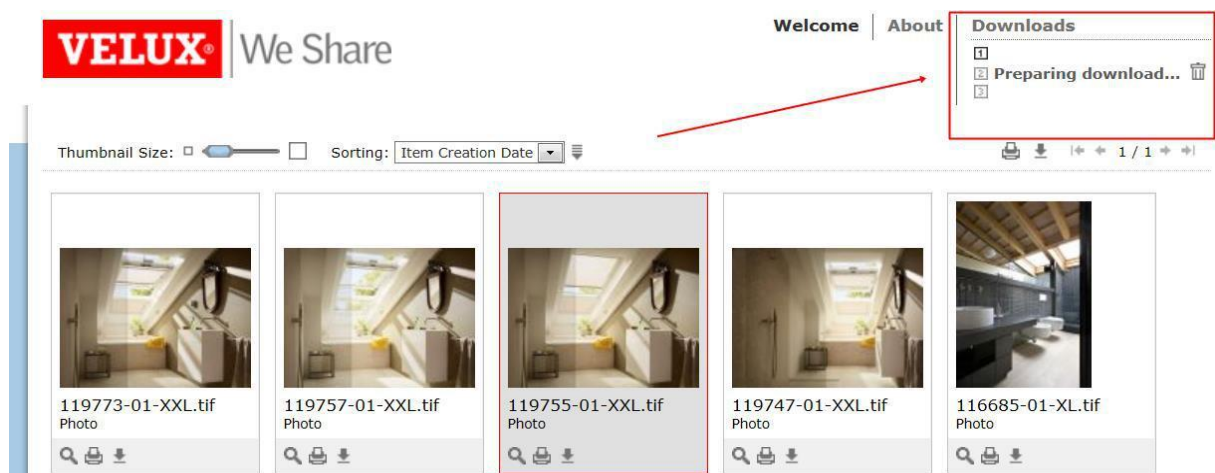 VELUX® We Share
Welcome About Downloads
1
2 Preparing download...
3
Thumbnail Size: Sorting: Item Creation Date 1 / 1
119773-01-XXL.tif
Photo
119757-01-XXL.tif
Photo
119755-01-XXL.tif
Photo
119747-01-XXL.tif
Photo
116685-01-XL.tif
Photo